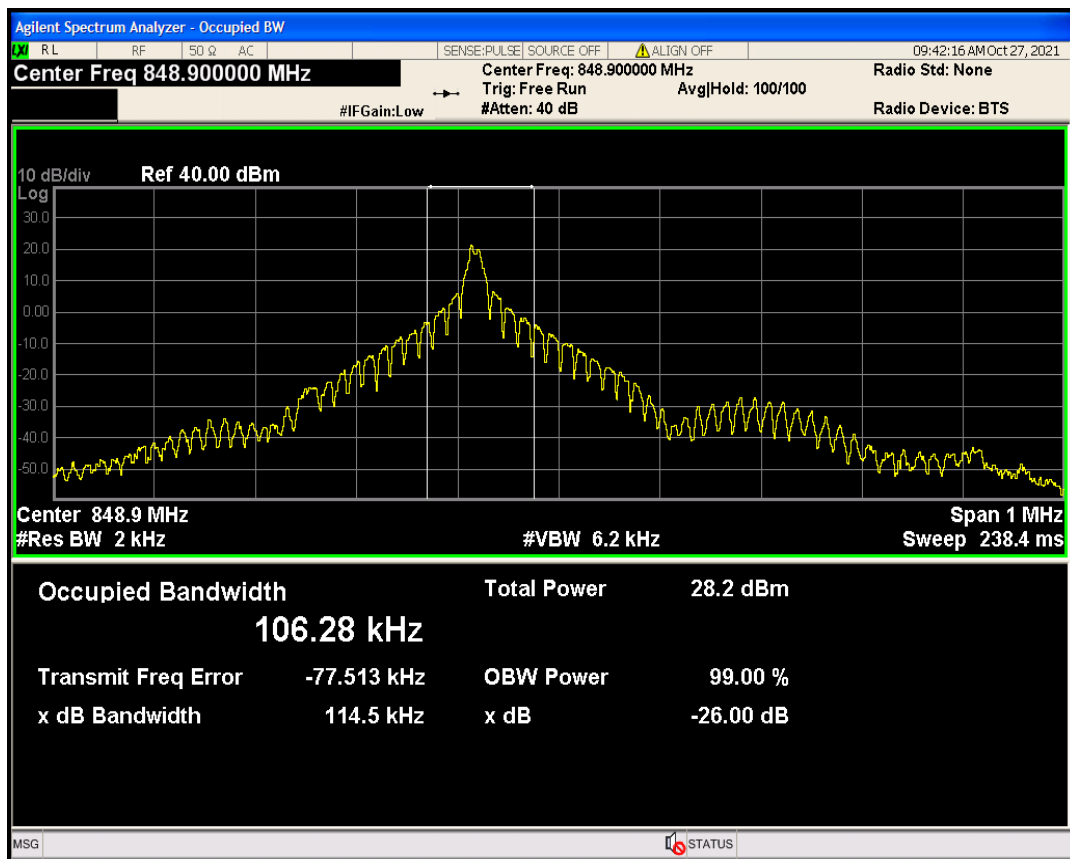 Agilent Spectrum Analyzer - Occupied BW
LXI RL RF 50 Ω AC SENSE:PULSE SOURCE OFF ALIGN OFF 09:42:16 AM Oct 27, 2021
Center Freq 848.900000 MHz
Center Freq: 848.900000 MHz
Radio Std: None
Trig: Free Run
Avg|Hold: 100/100
#IFGain:Low
#Atten: 40 dB
Radio Device: BTS
10 dB/div
Ref 40.00 dBm
Log
30.0
20.0
10.0
0.00
-10.0
-20.0
-30.0
-40.0
-50.0
Center 848.9 MHz
Span 1 MHz
#Res BW 2 kHz
#VBW 6.2 kHz
Sweep 238.4 ms
Occupied Bandwidth
Total Power 28.2 dBm
106.28 kHz
Transmit Freq Error -77.513 kHz
OBW Power 99.00 %
x dB Bandwidth 114.5 kHz
x dB -26.00 dB
MSG
STATUS